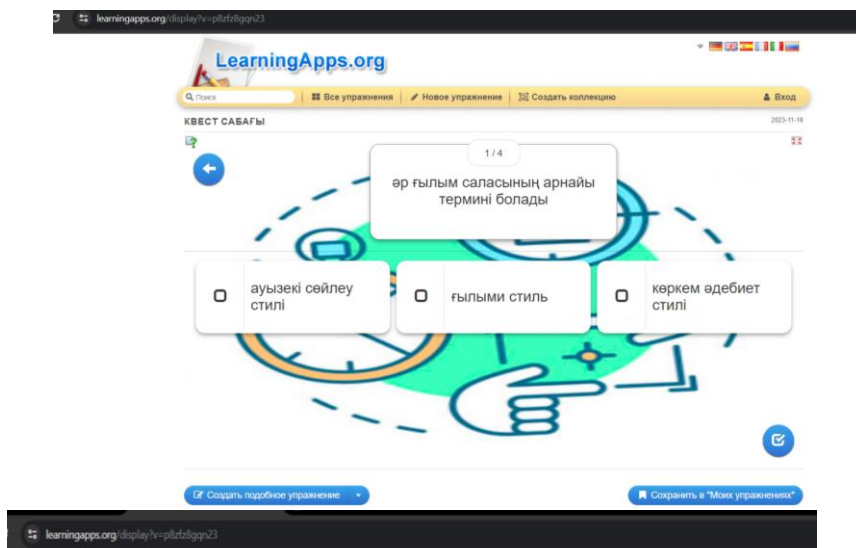 learningapps.org/display?v=p8zfz8gqn23
LearningApps.org
Поиск
Все упражнения
Новое упражнение
Создать коллекцию
Вход
КВЕСТ САБАҒЫ
2023-11-19
1 / 4
әр ғылым саласының арнайы
термині болады
ауызекі сөйлеу
стилі
ғылыми стиль
көркем әдебиет
стилі
Создать подобное упражнение
Сохранить в "Моих упражнениях"
learningapps.org/display?v=p8zfz8gqn23